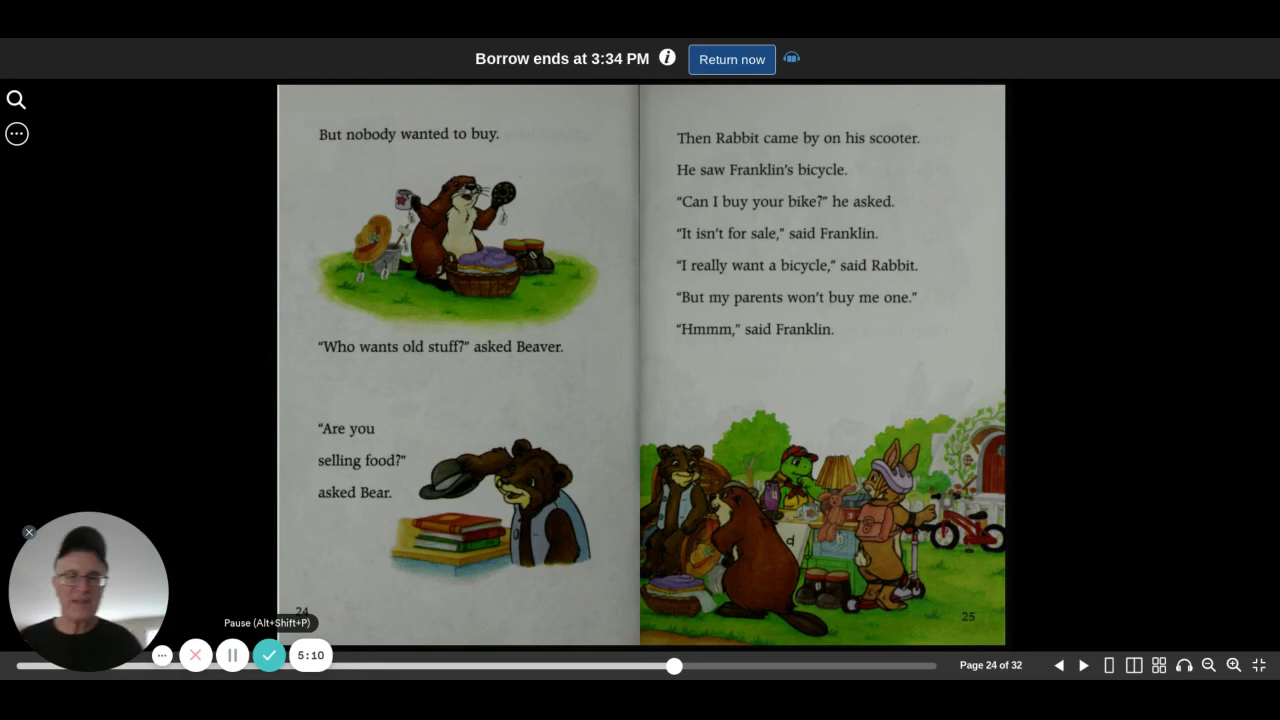 Borrow ends at 3:34 PM
Return now
But nobody wanted to buy.
“Who wants old stuff?” asked Beaver.
“Are you
selling food?”
asked Bear.
24
Then Rabbit came by on his scooter.
He saw Franklin’s bicycle.
“Can I buy your bike?” he asked.
“It isn’t for sale,” said Franklin.
“I really want a bicycle,” said Rabbit.
“But my parents won’t buy me one.”
“Hmmm,” said Franklin.
d
25
Pause (Alt+Shift+P)
5:10
Page 24 of 32